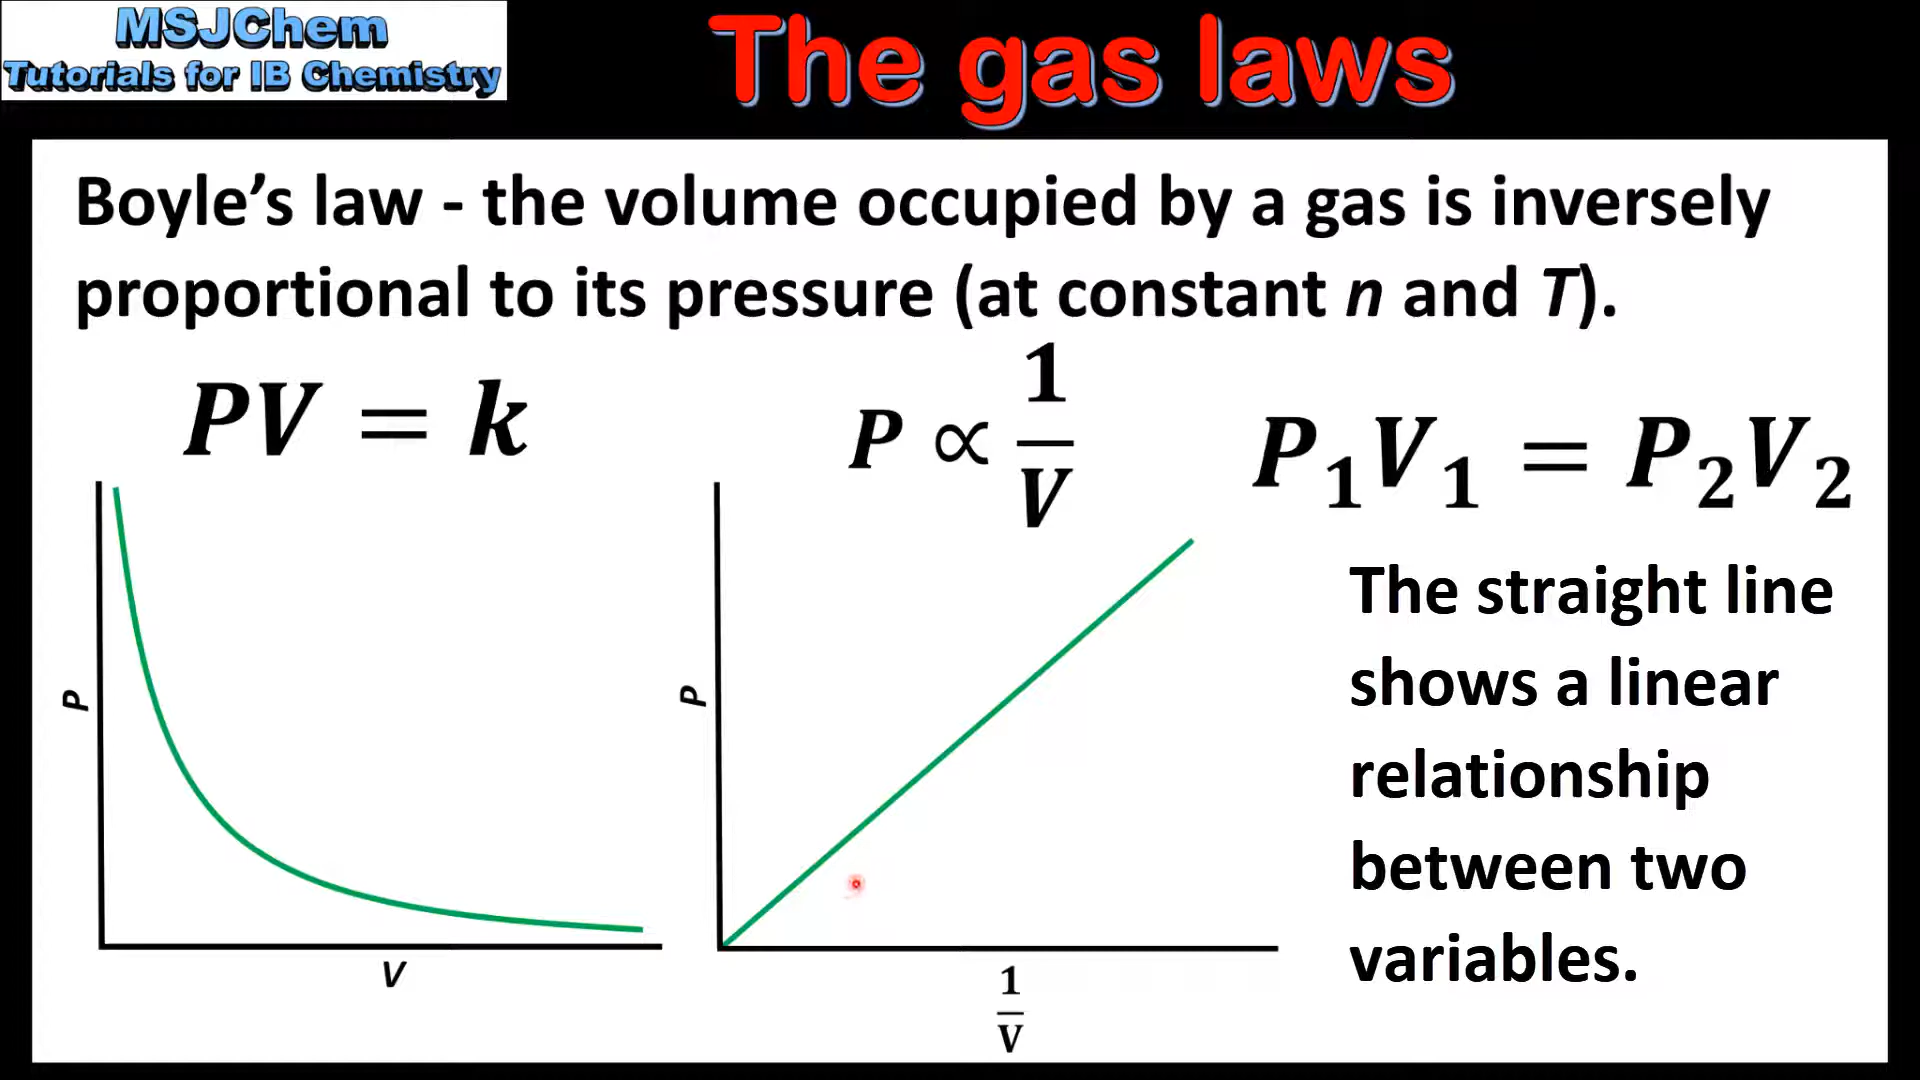 MSJChem
Tutorials for IB Chemistry
The gas laws
Boyle’s law - the volume occupied by a gas is inversely
proportional to its pressure (at constant n and T).
PV = k
P ∝ 1/V
P₁V₁ = P₂V₂
P
V
P
1/V
The straight line
shows a linear
relationship
between two
variables.